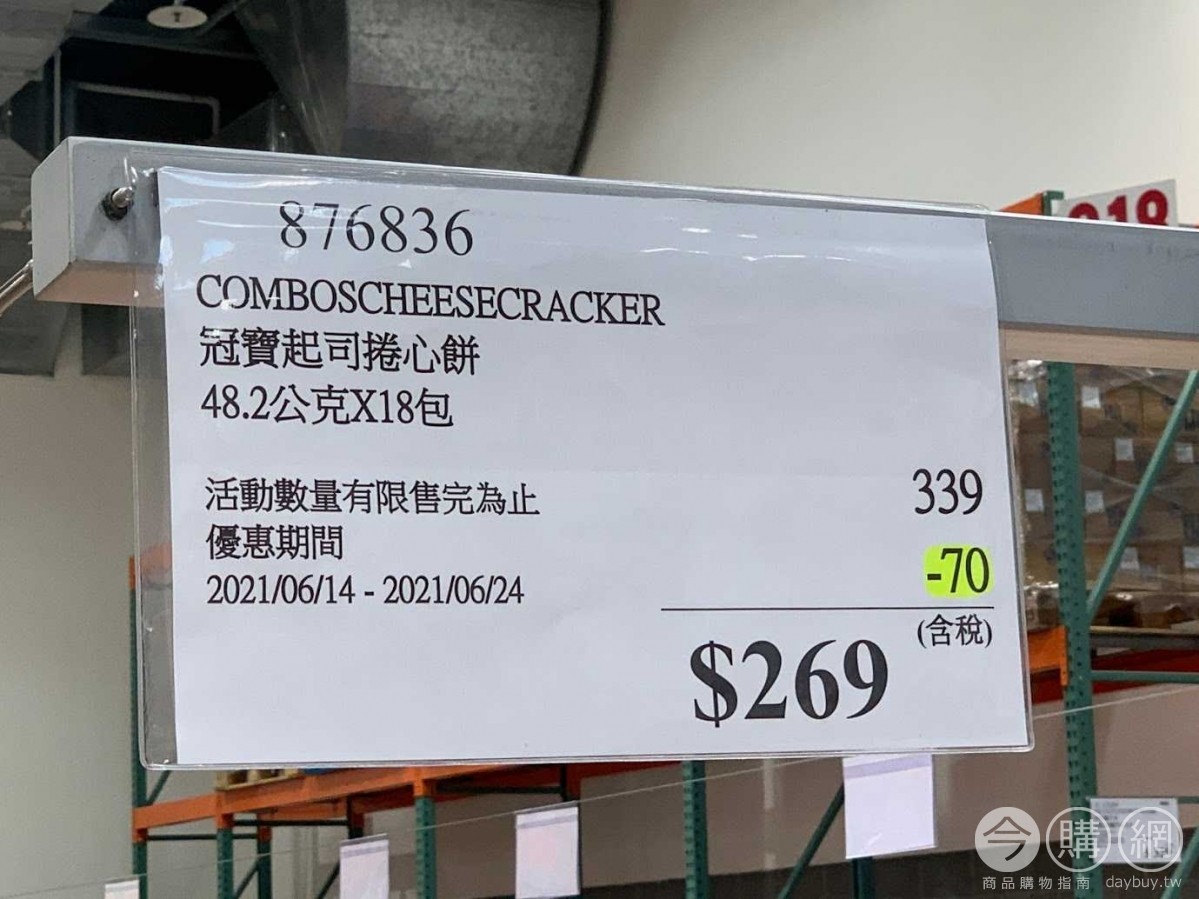 876836
COMBOSCHEESECRACKER
冠寶起司捲心餅
48.2公克X18包
活動數量有限售完為止
優惠期間
2021/06/14 - 2021/06/24
339
-70
(含稅)
$269
今購網
商品購物指南 daybuy.tw